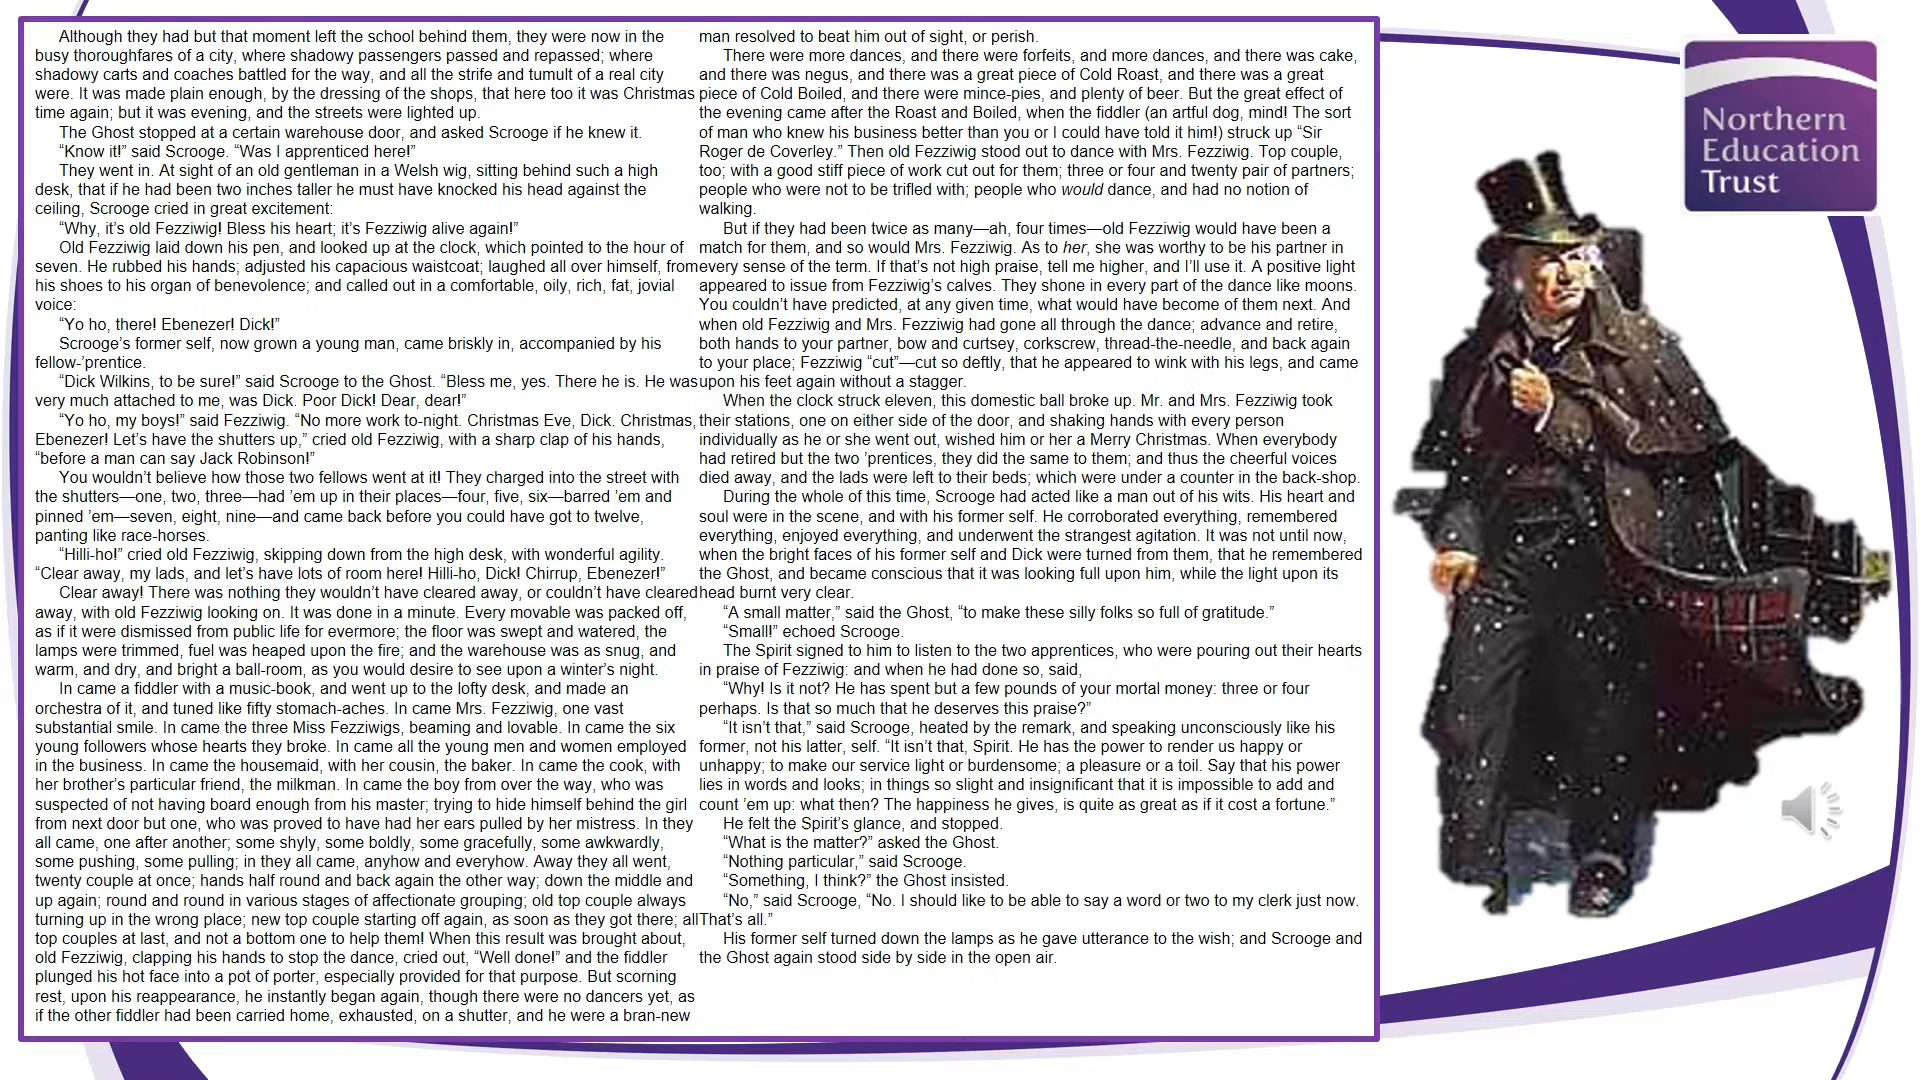 Although they had but that moment left the school behind them, they were now in the
busy thoroughfares of a city, where shadowy passengers passed and repassed; where
shadowy carts and coaches battled for the way, and all the strife and tumult of a real city
were. It was made plain enough, by the dressing of the shops, that here too it was Christmas
time again; but it was evening, and the streets were lighted up.
The Ghost stopped at a certain warehouse door, and asked Scrooge if he knew it.
“Know it!” said Scrooge. “Was I apprenticed here!”
They went in. At sight of an old gentleman in a Welsh wig, sitting behind such a high
desk, that if he had been two inches taller he must have knocked his head against the
ceiling, Scrooge cried in great excitement:
“Why, it’s old Fezziwig! Bless his heart; it’s Fezziwig alive again!”
Old Fezziwig laid down his pen, and looked up at the clock, which pointed to the hour of
seven. He rubbed his hands; adjusted his capacious waistcoat; laughed all over himself, from
his shoes to his organ of benevolence; and called out in a comfortable, oily, rich, fat, jovial
voice:
“Yo ho, there! Ebenezer! Dick!”
Scrooge’s former self, now grown a young man, came briskly in, accompanied by his
fellow-’prentice.
“Dick Wilkins, to be sure!” said Scrooge to the Ghost. “Bless me, yes. There he is. He was
very much attached to me, was Dick. Poor Dick! Dear, dear!”
“Yo ho, my boys!” said Fezziwig. “No more work to-night. Christmas Eve, Dick. Christmas,
Ebenezer! Let’s have the shutters up,” cried old Fezziwig, with a sharp clap of his hands,
“before a man can say Jack Robinson!”
You wouldn’t believe how those two fellows went at it! They charged into the street with
the shutters—one, two, three—had ’em up in their places—four, five, six—barred ’em and
pinned ’em—seven, eight, nine—and came back before you could have got to twelve,
panting like race-horses.
“Hilli-ho!” cried old Fezziwig, skipping down from the high desk, with wonderful agility.
“Clear away, my lads, and let’s have lots of room here! Hilli-ho, Dick! Chirrup, Ebenezer!”
Clear away! There was nothing they wouldn’t have cleared away, or couldn’t have cleared
away, with old Fezziwig looking on. It was done in a minute. Every movable was packed off,
as if it were dismissed from public life for evermore; the floor was swept and watered, the
lamps were trimmed, fuel was heaped upon the fire; and the warehouse was as snug, and
warm, and dry, and bright a ball-room, as you would desire to see upon a winter’s night.
In came a fiddler with a music-book, and went up to the lofty desk, and made an
orchestra of it, and tuned like fifty stomach-aches. In came Mrs. Fezziwig, one vast
substantial smile. In came the three Miss Fezziwigs, beaming and lovable. In came the six
young followers whose hearts they broke. In came all the young men and women employed
in the business. In came the housemaid, with her cousin, the baker. In came the cook, with
her brother’s particular friend, the milkman. In came the boy from over the way, who was
suspected of not having board enough from his master; trying to hide himself behind the girl
from next door but one, who was proved to have had her ears pulled by her mistress. In they
all came, one after another; some shyly, some boldly, some gracefully, some awkwardly,
some pushing, some pulling; in they all came, anyhow and everyhow. Away they all went,
twenty couple at once; hands half round and back again the other way; down the middle and
up again; round and round in various stages of affectionate grouping; old top couple always
turning up in the wrong place; new top couple starting off again, as soon as they got there; all
top couples at last, and not a bottom one to help them! When this result was brought about,
old Fezziwig, clapping his hands to stop the dance, cried out, “Well done!” and the fiddler
plunged his hot face into a pot of porter, especially provided for that purpose. But scorning
rest, upon his reappearance, he instantly began again, though there were no dancers yet, as
if the other fiddler had been carried home, exhausted, on a shutter, and he were a bran-new
man resolved to beat him out of sight, or perish.
There were more dances, and there were forfeits, and more dances, and there was cake,
and there was negus, and there was a great piece of Cold Roast, and there was a great
piece of Cold Boiled, and there were mince-pies, and plenty of beer. But the great effect of
the evening came after the Roast and Boiled, when the fiddler (an artful dog, mind! The sort
of man who knew his business better than you or I could have told it him!) struck up “Sir
Roger de Coverley.” Then old Fezziwig stood out to dance with Mrs. Fezziwig. Top couple,
too; with a good stiff piece of work cut out for them; three or four and twenty pair of partners;
people who were not to be trifled with; people who would dance, and had no notion of
walking.
But if they had been twice as many—ah, four times—old Fezziwig would have been a
match for them, and so would Mrs. Fezziwig. As to her, she was worthy to be his partner in
every sense of the term. If that’s not high praise, tell me higher, and I’ll use it. A positive light
appeared to issue from Fezziwig’s calves. They shone in every part of the dance like moons.
You couldn’t have predicted, at any given time, what would have become of them next. And
when old Fezziwig and Mrs. Fezziwig had gone all through the dance; advance and retire,
both hands to your partner, bow and curtsey, corkscrew, thread-the-needle, and back again
to your place; Fezziwig “cut”—cut so deftly, that he appeared to wink with his legs, and came
upon his feet again without a stagger.
When the clock struck eleven, this domestic ball broke up. Mr. and Mrs. Fezziwig took
their stations, one on either side of the door, and shaking hands with every person
individually as he or she went out, wished him or her a Merry Christmas. When everybody
had retired but the two ’prentices, they did the same to them; and thus the cheerful voices
died away, and the lads were left to their beds; which were under a counter in the back-shop.
During the whole of this time, Scrooge had acted like a man out of his wits. His heart and
soul were in the scene, and with his former self. He corroborated everything, remembered
everything, enjoyed everything, and underwent the strangest agitation. It was not until now,
when the bright faces of his former self and Dick were turned from them, that he remembered
the Ghost, and became conscious that it was looking full upon him, while the light upon its
head burnt very clear.
“A small matter,” said the Ghost, “to make these silly folks so full of gratitude.”
“Small!” echoed Scrooge.
The Spirit signed to him to listen to the two apprentices, who were pouring out their hearts
in praise of Fezziwig: and when he had done so, said,
“Why! Is it not? He has spent but a few pounds of your mortal money: three or four
perhaps. Is that so much that he deserves this praise?”
“It isn’t that,” said Scrooge, heated by the remark, and speaking unconsciously like his
former, not his latter, self. “It isn’t that, Spirit. He has the power to render us happy or
unhappy; to make our service light or burdensome; a pleasure or a toil. Say that his power
lies in words and looks; in things so slight and insignificant that it is impossible to add and
count ’em up: what then? The happiness he gives, is quite as great as if it cost a fortune.”
He felt the Spirit’s glance, and stopped.
“What is the matter?” asked the Ghost.
“Nothing particular,” said Scrooge.
“Something, I think?” the Ghost insisted.
“No,” said Scrooge, “No. I should like to be able to say a word or two to my clerk just now.
That’s all.”
His former self turned down the lamps as he gave utterance to the wish; and Scrooge and
the Ghost again stood side by side in the open air.
Northern
Education
Trust